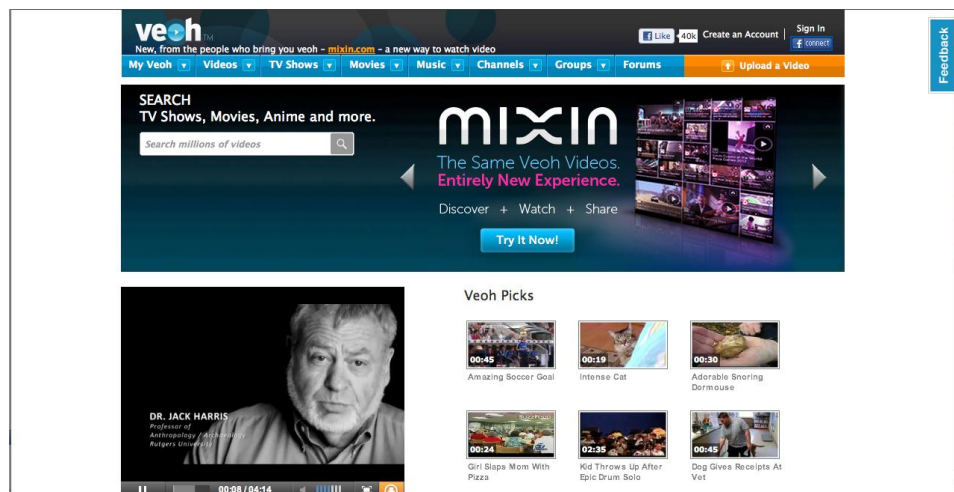 veoh TM
Like 40k Create an Account Sign In
connect
New, from the people who bring you veoh – mixin.com – a new way to watch video
My Veoh Videos TV Shows Movies Music Channels Groups Forums Upload a Video
Feedback
SEARCH
TV Shows, Movies, Anime and more.
Search millions of videos
mixin
The Same Veoh Videos.
Entirely New Experience.
Discover + Watch + Share
Try It Now!
DR. JACK HARRIS
Professor of
Anthropology / Archaeology
Rutgers University
00:08 / 04:14
Veoh Picks
00:45
Amazing Soccer Goal
00:19
Intense Cat
00:30
Adorable Snoring
Dormouse
00:24
Girl Slaps Mom With
Pizza
02:35
Kid Throws Up After
Epic Drum Solo
00:45
Dog Gives Receipts At
Vet